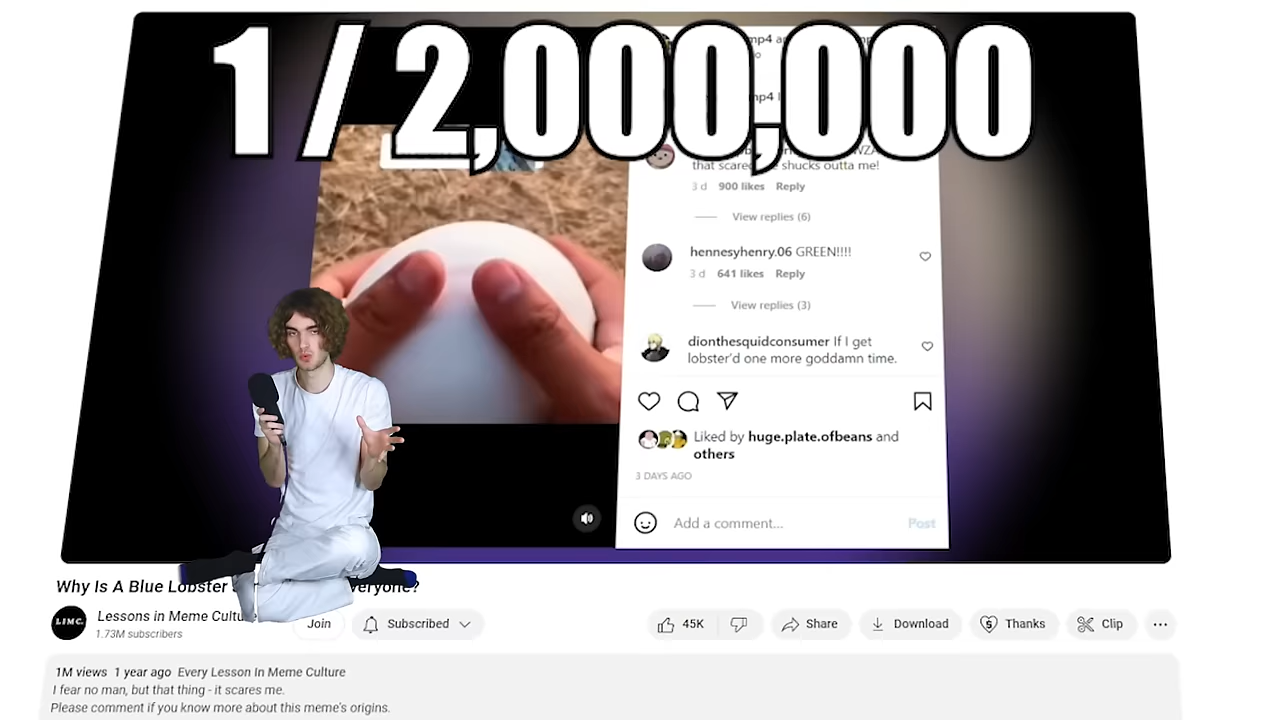 1 / 2,000,000
mp4
mp4
that scared shucks outta me!
3 d 900 likes Reply
View replies (6)
hennesyhenry.06 GREEN!!!!
3 d 641 likes Reply
View replies (3)
dionthesquidconsumer If I get
lobster'd one more goddamn time.
Liked by huge.plate.ofbeans and
others
3 DAYS AGO
Add a comment... Post
Why Is A Blue Lobster
LIMC.
Lessons in Meme Culture
1.73M subscribers
Join
Subscribed
45K
Share
Download
Thanks
Clip
1M views 1 year ago Every Lesson In Meme Culture
I fear no man, but that thing - it scares me.
Please comment if you know more about this meme's origins.